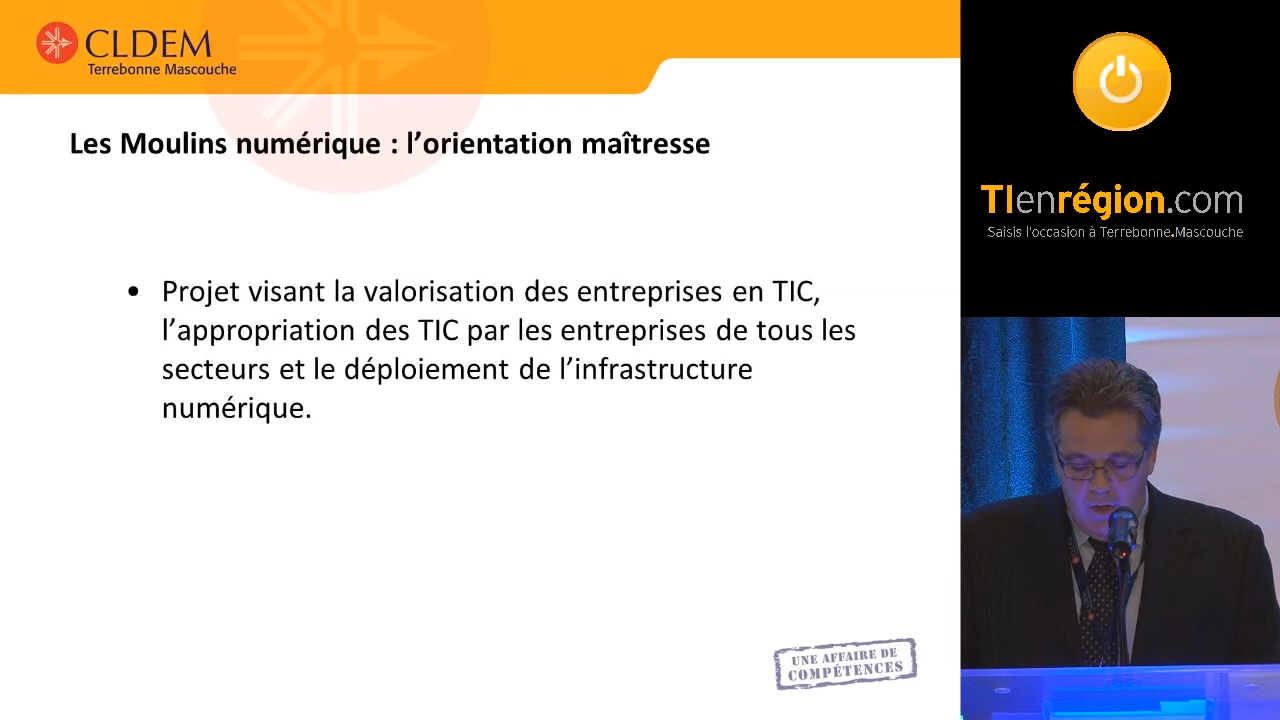 CLDEM
Terrebonne Mascouche
Les Moulins numérique : l’orientation maîtresse
• Projet visant la valorisation des entreprises en TIC,
l’appropriation des TIC par les entreprises de tous les
secteurs et le déploiement de l’infrastructure
numérique.
UNE AFFAIRE DE
COMPÉTENCES
TIenrégion.com
Saisis l'occasion à Terrebonne.Mascouche